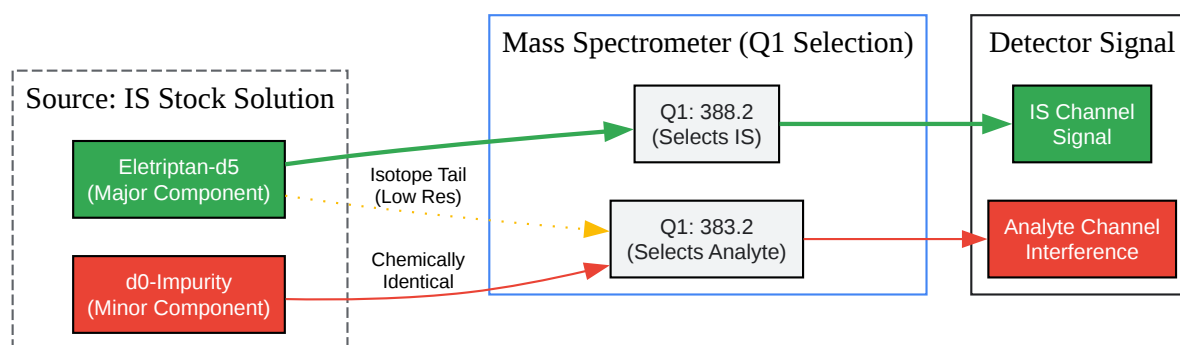 Source: IS Stock Solution
Eletriptan-d5
(Major Component)
d0-Impurity
(Minor Component)
Isotope Tail
(Low Res)
Chemically
Identical
Mass Spectrometer (Q1 Selection)
Q1: 388.2
(Selects IS)
Q1: 383.2
(Selects Analyte)
Detector Signal
IS Channel
Signal
Analyte Channel
Interference